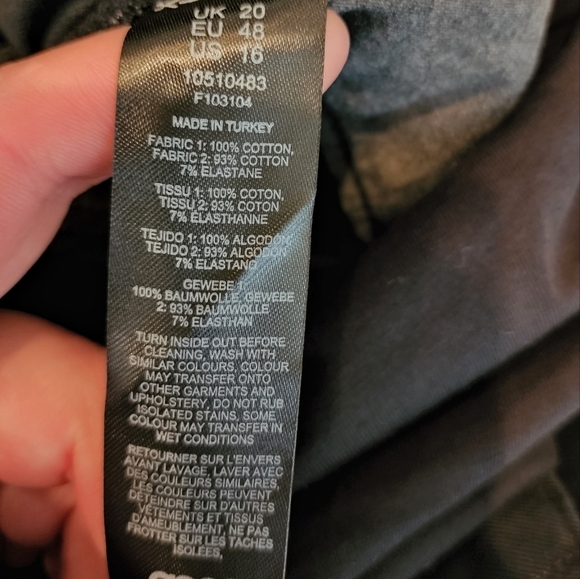 UK 20
EU 48
US 16
10510483
F103104
MADE IN TURKEY
FABRIC 1: 100% COTTON,
FABRIC 2: 93% COTTON
7% ELASTANE
TISSU 1: 100% COTON,
TISSU 2: 93% COTON
7% ELASTHANNE
TEJIDO 1: 100% ALGODON
TEJIDO 2: 93% ALGODON
7% ELASTANO
GEWEBE 1:
100% BAUMWOLLE, GEWEBE
2: 93% BAUMWOLLE
7% ELASTHAN
TURN INSIDE OUT BEFORE
CLEANING, WASH WITH
SIMILAR COLOURS, COLOUR
MAY TRANSFER ONTO
OTHER GARMENTS AND
UPHOLSTERY, DO NOT RUB
ISOLATED STAINS, SOME
COLOUR MAY TRANSFER IN
WET CONDITIONS
RETOURNER SUR L'ENVERS
AVANT LAVAGE, LAVER AVEC
DES COULEURS SIMILAIRES,
LES COULEURS PEUVENT
DÉTEINDRE SUR D'AUTRES
VÊTEMENTS ET TISSUS
D'AMEUBLEMENT, NE PAS
FROTTER SUR LES TACHES
ISOLÉES,